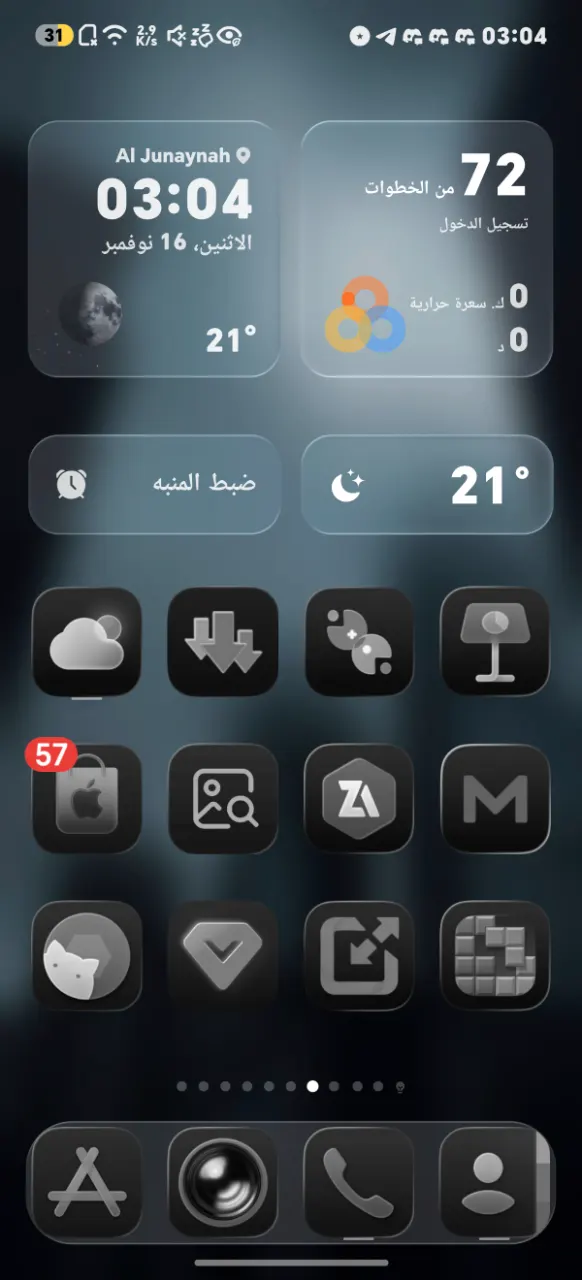 31
2.9
K/s
03:04
Al Junaynah
03:04
الاثنين، 16 نوفمبر
21°
72 من الخطوات
تسجيل الدخول
0 ك. سعرة حرارية
0 د
ضبط المنبه
21°
57